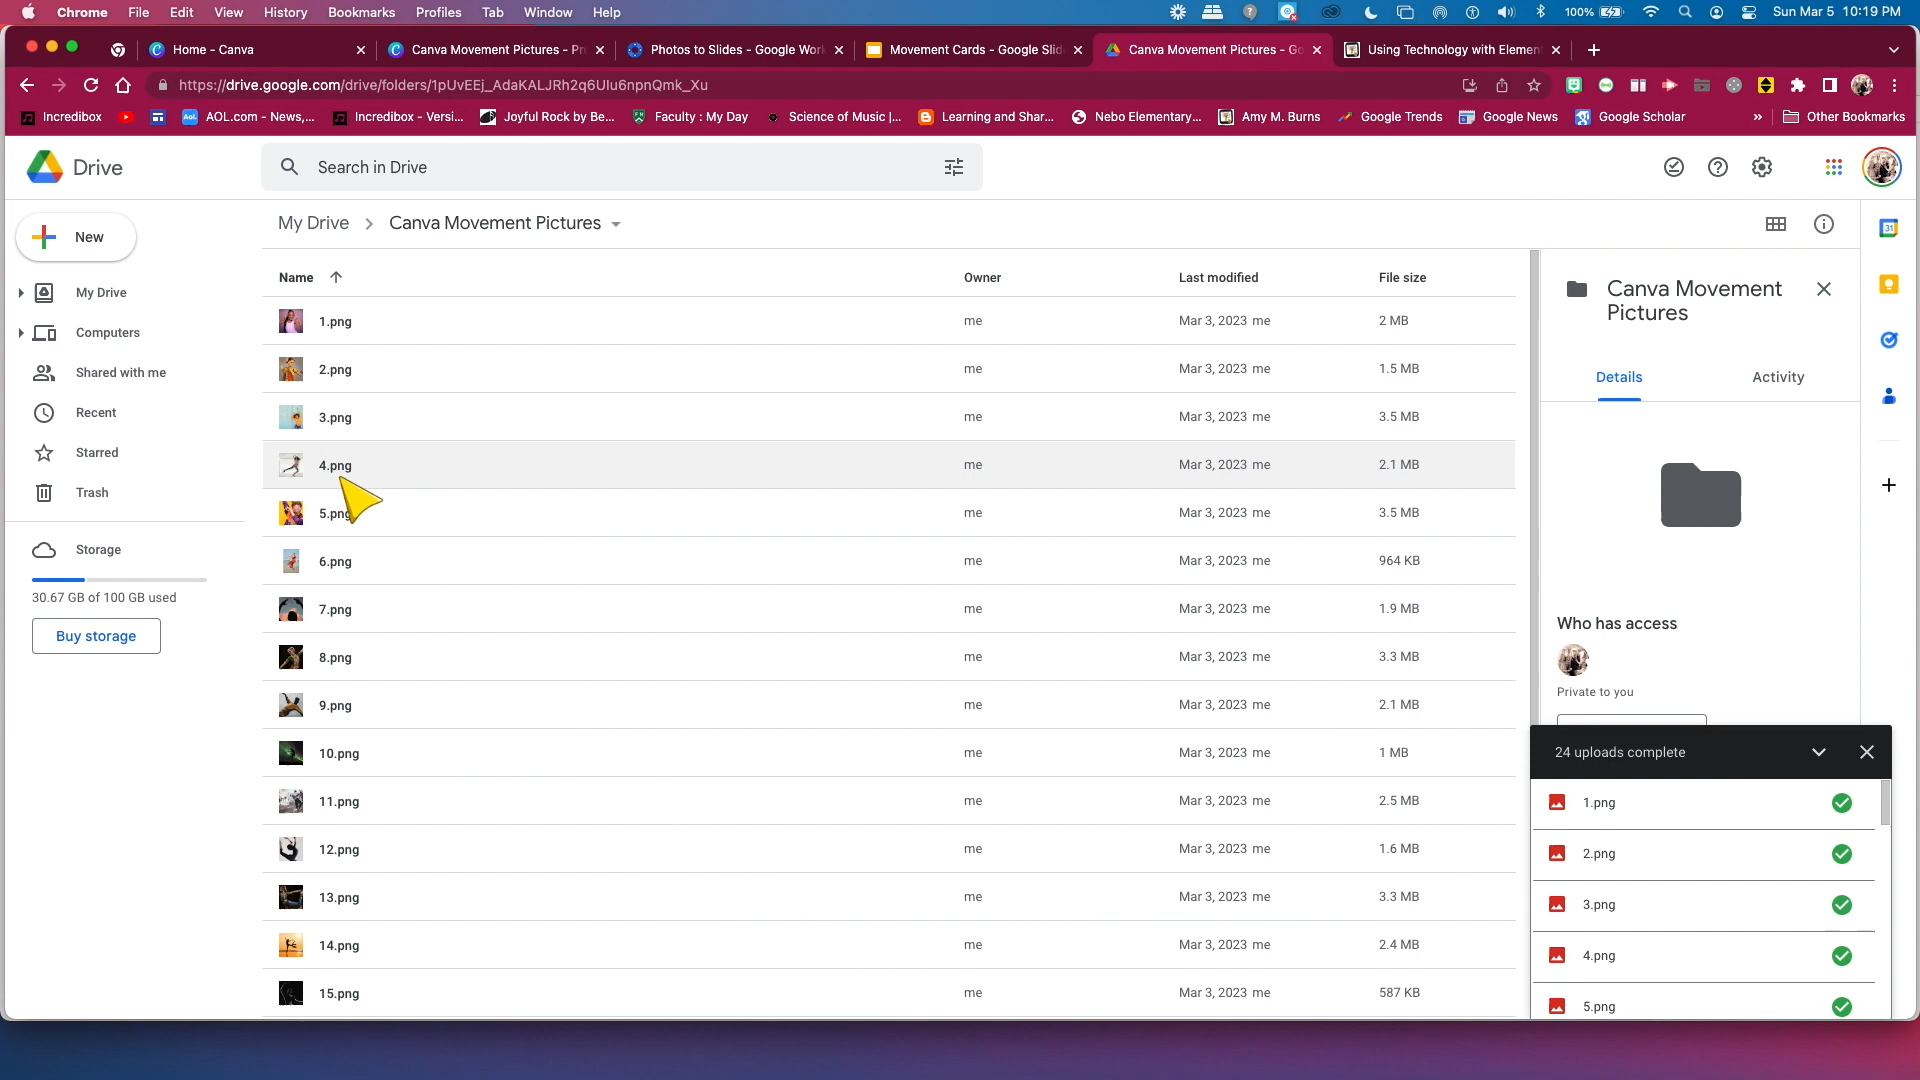 Chrome File Edit View History Bookmarks Profiles Tab Window Help 100% Sun Mar 5 10:19 PM
Home - Canva Canva Movement Pictures - Pr Photos to Slides - Google Work Movement Cards - Google Slid Canva Movement Pictures - Go Using Technology with Element
https://drive.google.com/drive/folders/1pUvEEj_AdaKALJRh2q6UIu6npnQmk_Xu
Incredibox AOL.com - News,... Incredibox - Versi... Joyful Rock by Be... Faculty : My Day Science of Music |... Learning and Shar... Nebo Elementary... Amy M. Burns Google Trends Google News Google Scholar » Other Bookmarks
Drive
Search in Drive
New
My Drive
Computers
Shared with me
Recent
Starred
Trash
Storage
30.67 GB of 100 GB used
Buy storage
My Drive > Canva Movement Pictures
Name Owner Last modified File size
1.png me Mar 3, 2023 me 2 MB
2.png me Mar 3, 2023 me 1.5 MB
3.png me Mar 3, 2023 me 3.5 MB
4.png me Mar 3, 2023 me 2.1 MB
5.png me Mar 3, 2023 me 3.5 MB
6.png me Mar 3, 2023 me 964 KB
7.png me Mar 3, 2023 me 1.9 MB
8.png me Mar 3, 2023 me 3.3 MB
9.png me Mar 3, 2023 me 2.1 MB
10.png me Mar 3, 2023 me 1 MB
11.png me Mar 3, 2023 me 2.5 MB
12.png me Mar 3, 2023 me 1.6 MB
13.png me Mar 3, 2023 me 3.3 MB
14.png me Mar 3, 2023 me 2.4 MB
15.png me Mar 3, 2023 me 587 KB
Canva Movement
Pictures
Details Activity
Who has access
Private to you
24 uploads complete
1.png
2.png
3.png
4.png
5.png
31